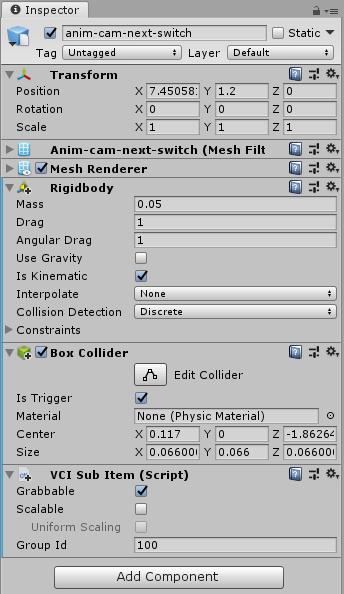 Inspector
anim-cam-next-switch Static
Tag Untagged Layer Default
Transform
Position X 7.45058 Y 1.2 Z 0
Rotation X 0 Y 0 Z 0
Scale X 1 Y 1 Z 1
Anim-cam-next-switch (Mesh Filt
Mesh Renderer
Rigidbody
Mass 0.05
Drag 1
Angular Drag 1
Use Gravity
Is Kinematic
Interpolate None
Collision Detection Discrete
Constraints
Box Collider
Edit Collider
Is Trigger
Material None (Physic Material)
Center X 0.117 Y 0 Z -1.86264
Size X 0.06600 Y 0.066 Z 0.06600
VCI Sub Item (Script)
Grabbable
Scalable
Uniform Scaling
Group Id 100
Add Component